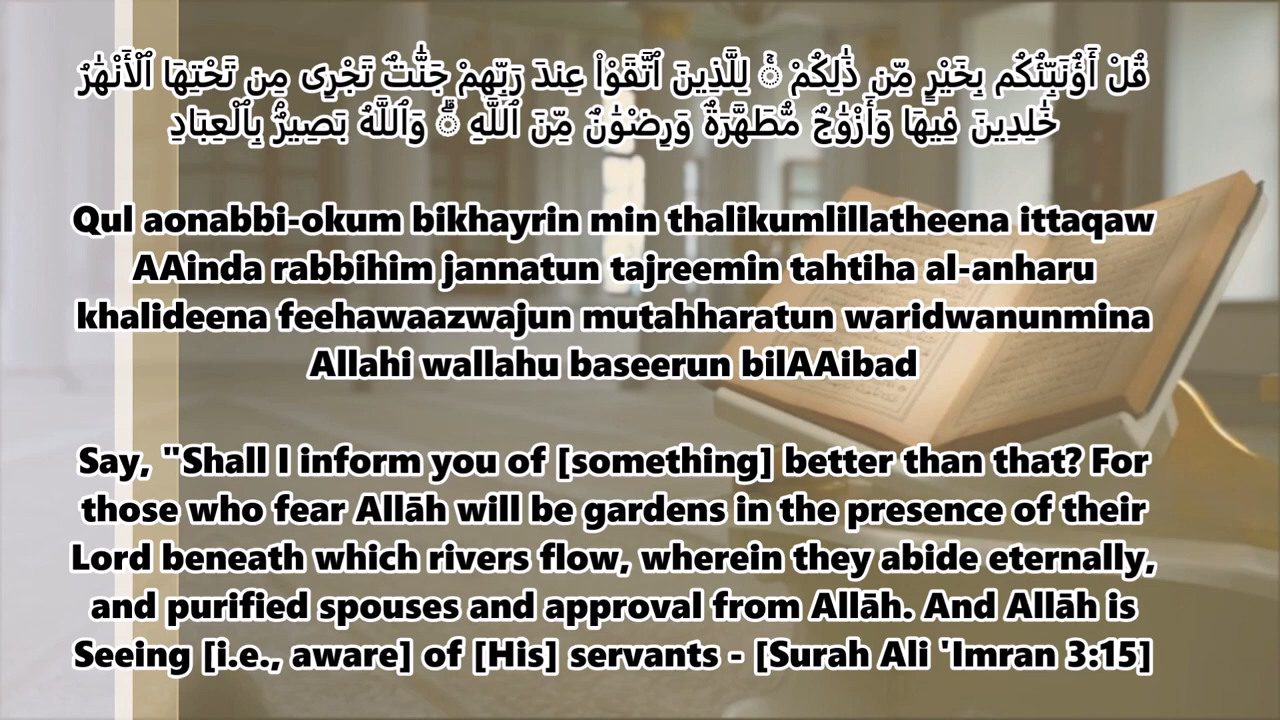 قُلْ أَؤُنَبِّئُكُم بِخَيْرٍ مِّن ذَٰلِكُمْ ۚ لِلَّذِينَ ٱتَّقَوْا۟ عِندَ رَبِّهِمْ جَنَّٰتٌ تَجْرِى مِن تَحْتِهَا ٱلْأَنْهَٰرُ
خَٰلِدِينَ فِيهَا وَأَزْوَٰجٌ مُّطَهَّرَةٌ وَرِضْوَٰنٌ مِّنَ ٱللَّهِ ۗ وَٱللَّهُ بَصِيرٌۢ بِٱلْعِبَادِ
Qul aonabbi-okum bikhayrin min thalikumlillatheena ittaqaw
AAinda rabbihim jannatun tajreemin tahtiha al-anharu
khalideena feehawaazwajun mutahharatun waridwanunmina
Allahi wallahu baseerun bilAAibad
Say, "Shall I inform you of [something] better than that? For
those who fear Allāh will be gardens in the presence of their
Lord beneath which rivers flow, wherein they abide eternally,
and purified spouses and approval from Allāh. And Allāh is
Seeing [i.e., aware] of [His] servants - [Surah Ali 'Imran 3:15]